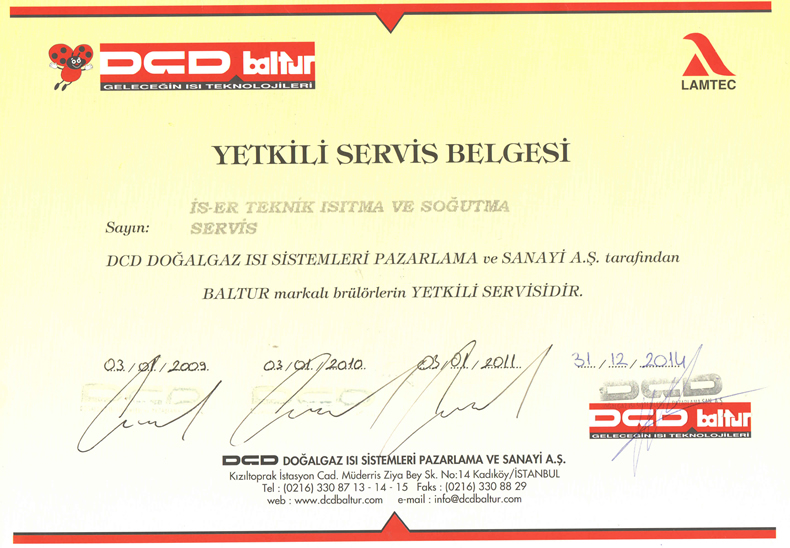 DCD baltur
GELECEĞİN ISI TEKNOLOJİLERİ
LAMTEC
YETKİLİ SERVİS BELGESİ
İS-ER TEKNİK ISITMA VE SOĞUTMA
Sayın: SERVİS
DCD DOĞALGAZ ISI SİSTEMLERİ PAZARLAMA ve SANAYİ A.Ş. tarafından
BALTUR markalı brülörlerin YETKİLİ SERVİSİDİR.
03/01/2009 03/01/2010 03/01/2011 31/12/2014
DCD
DCD baltur
GELECEĞİN ISI TEKNOLOJİLERİ
DCD DOĞALGAZ ISI SİSTEMLERİ PAZARLAMA VE SANAYİ A.Ş.
Kızıltoprak İstasyon Cad. Müderris Ziya Bey Sk. No:14 Kadıköy/İSTANBUL
Tel : (0216) 330 87 13 - 14 - 15 Faks : (0216) 330 88 29
web : www.dcdbaltur.com e-mail : info@dcdbaltur.com